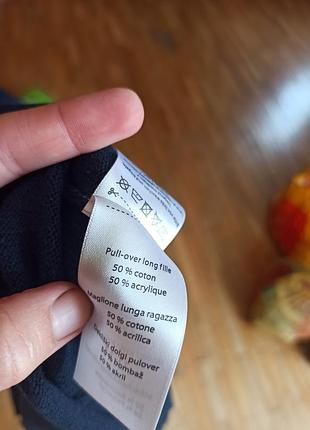 Pull-over long fille
50 % coton
50 % acrylique
Maglione lunga ragazza
50 % cotone
50 % acrilica
dolgi pulover
50 % bombaž
50 % akril